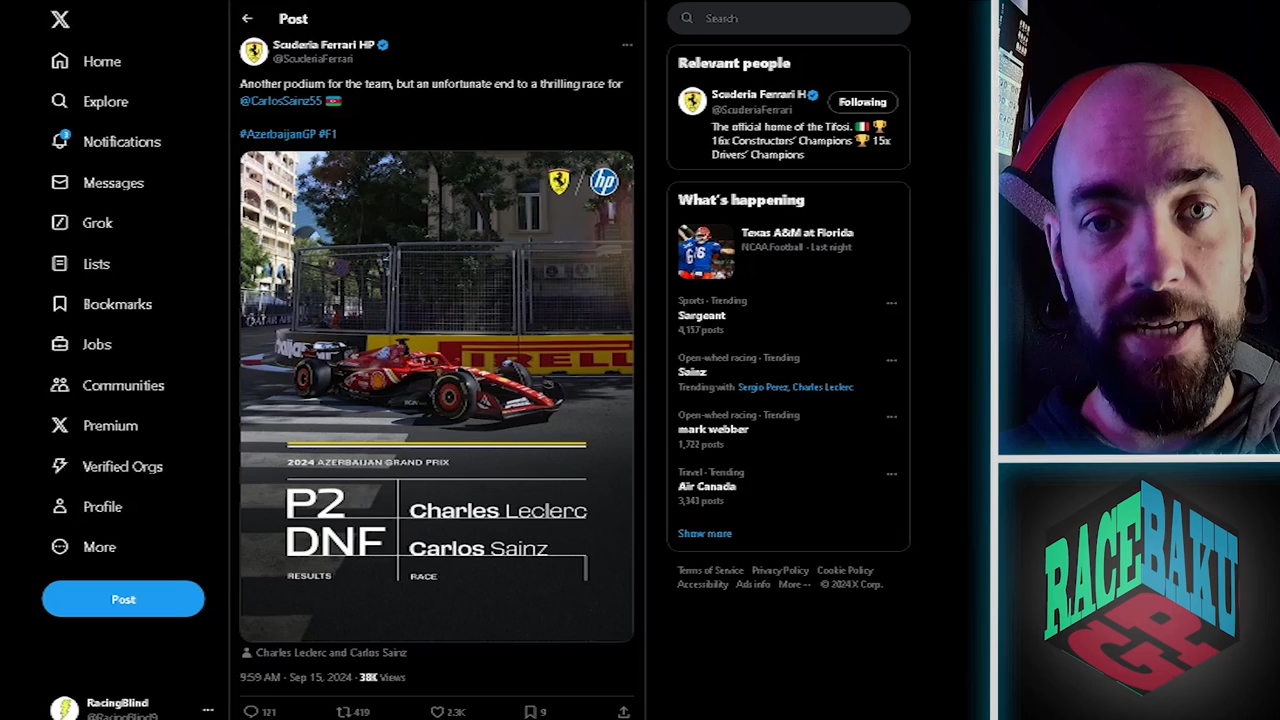 Home
Explore
3
Notifications
Messages
Grok
Lists
Bookmarks
Jobs
Communities
Premium
Verified Orgs
Profile
More
Post
RacingBlind
@RacingBlind9
Post
Scuderia Ferrari HP
@ScuderiaFerrari
Another podium for the team, but an unfortunate end to a thrilling race for
@CarlosSainz55 🇦🇿
#AzerbaijanGP #F1
hp
PIRELL
2024 AZERBAIJAN GRAND PRIX
P2 Charles Leclerc
DNF Carlos Sainz
RESULTS RACE
Charles Leclerc and Carlos Sainz
9:59 AM · Sep 15, 2024 · 38K Views
121 419 2.3K 9
Search
Relevant people
Scuderia Ferrari H
@ScuderiaFerrari
Following
The official home of the Tifosi. 🇮🇹 🏆
16x Constructors' Champions 🏆 15x
Drivers' Champions
What's happening
Texas A&M at Florida
NCAA Football · Last night
Sports · Trending
Sargeant
4,157 posts
Open-wheel racing · Trending
Sainz
Trending with Sergio Perez, Charles Leclerc
Open-wheel racing · Trending
mark webber
1,722 posts
Travel · Trending
Air Canada
3,343 posts
Show more
Terms of Service Privacy Policy Cookie Policy
Accessibility Ads info More ··· © 2024 X Corp.
RACE
BAKU